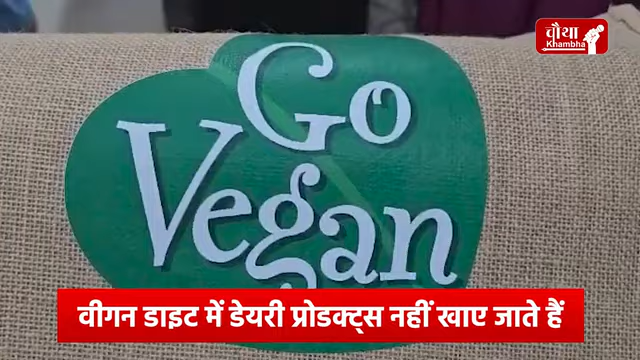 चौथा
Khambha
Go
Vegan
वीगन डाइट में डेयरी प्रोडक्ट्स नहीं खाए जाते हैं